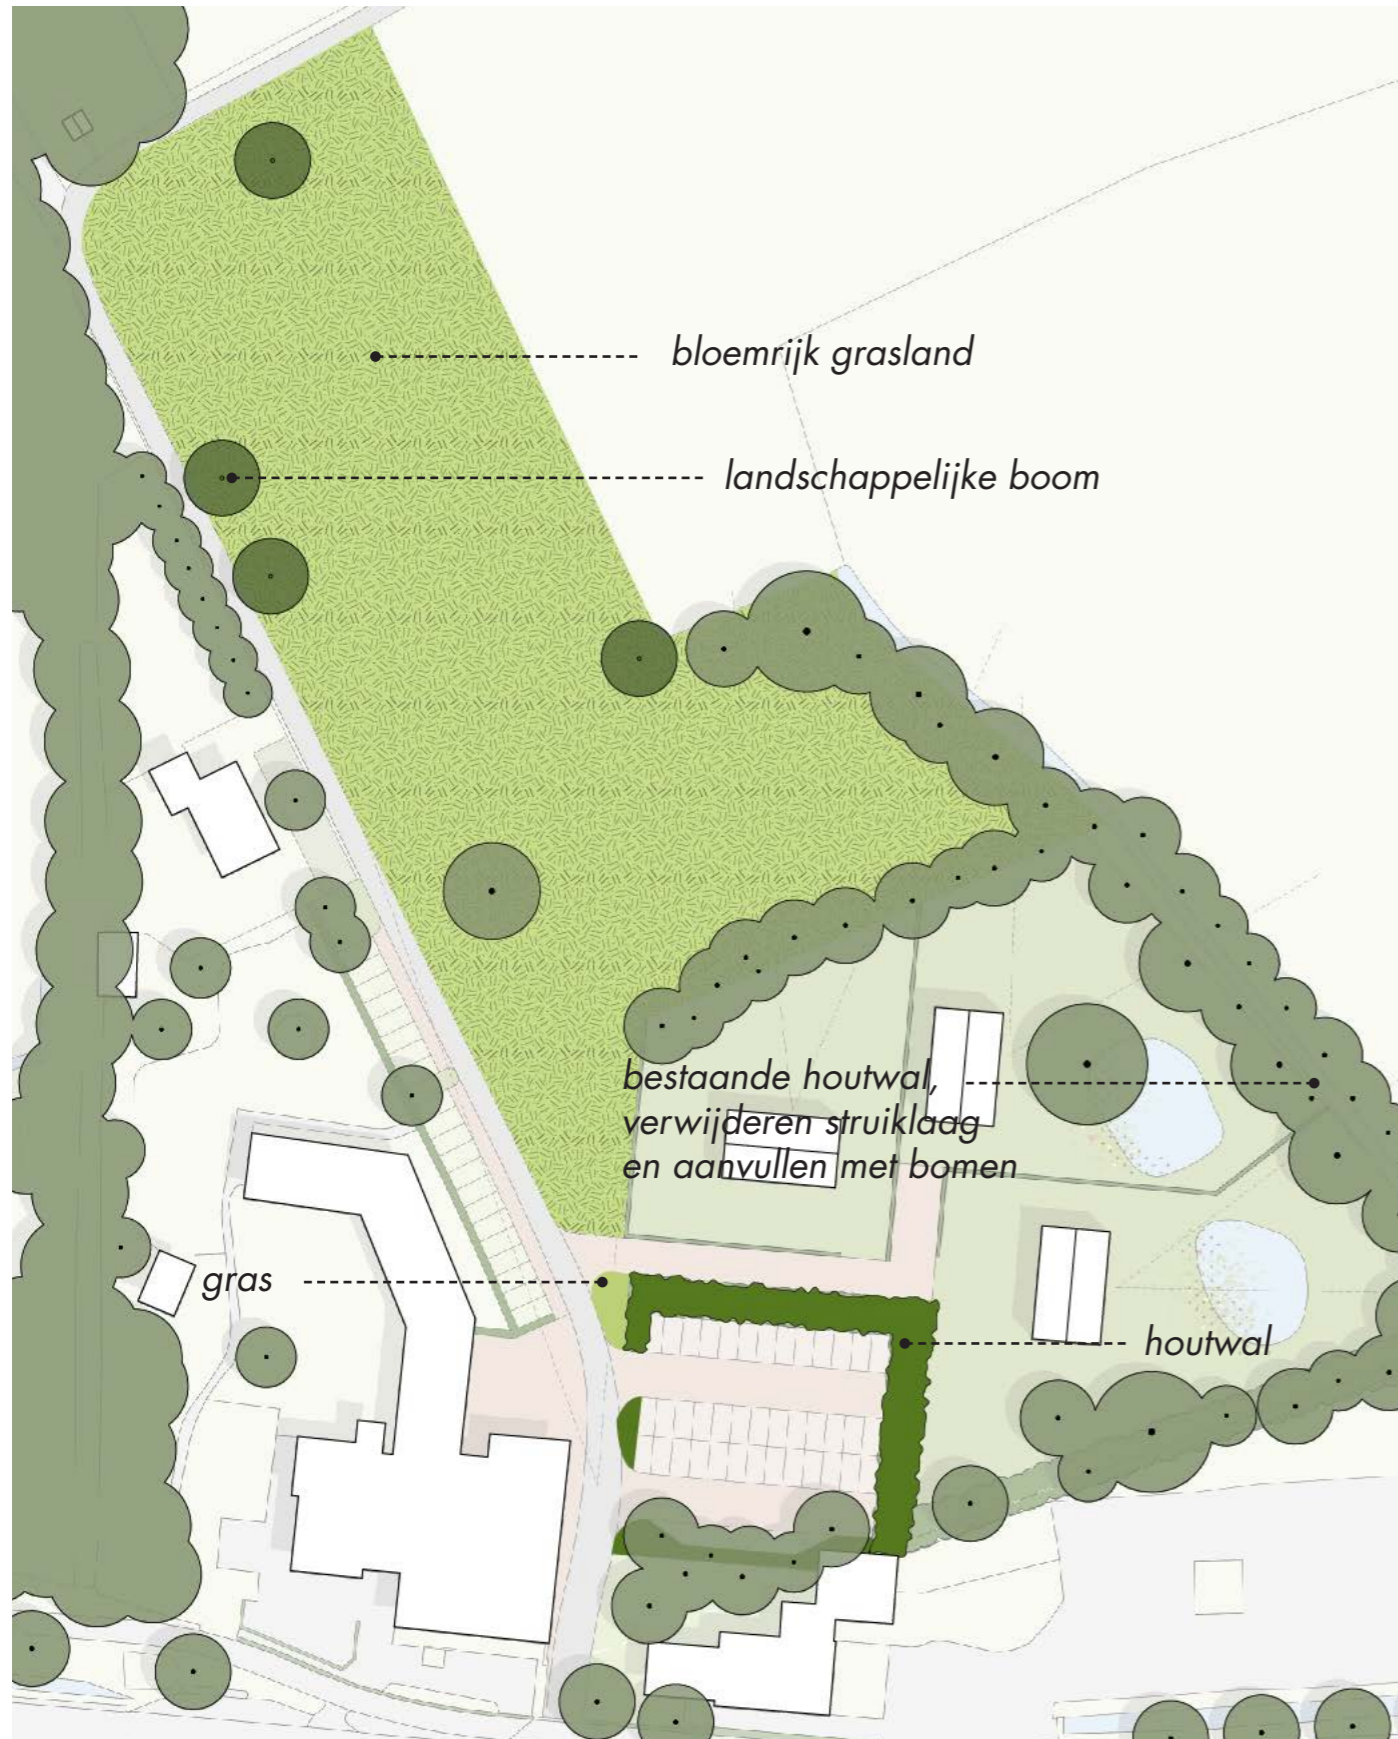 bloemrijk grasland
landschappelijke boom
bestaande houtwal,
verwijderen struiklaag
en aanvullen met bomen
gras
houtwal